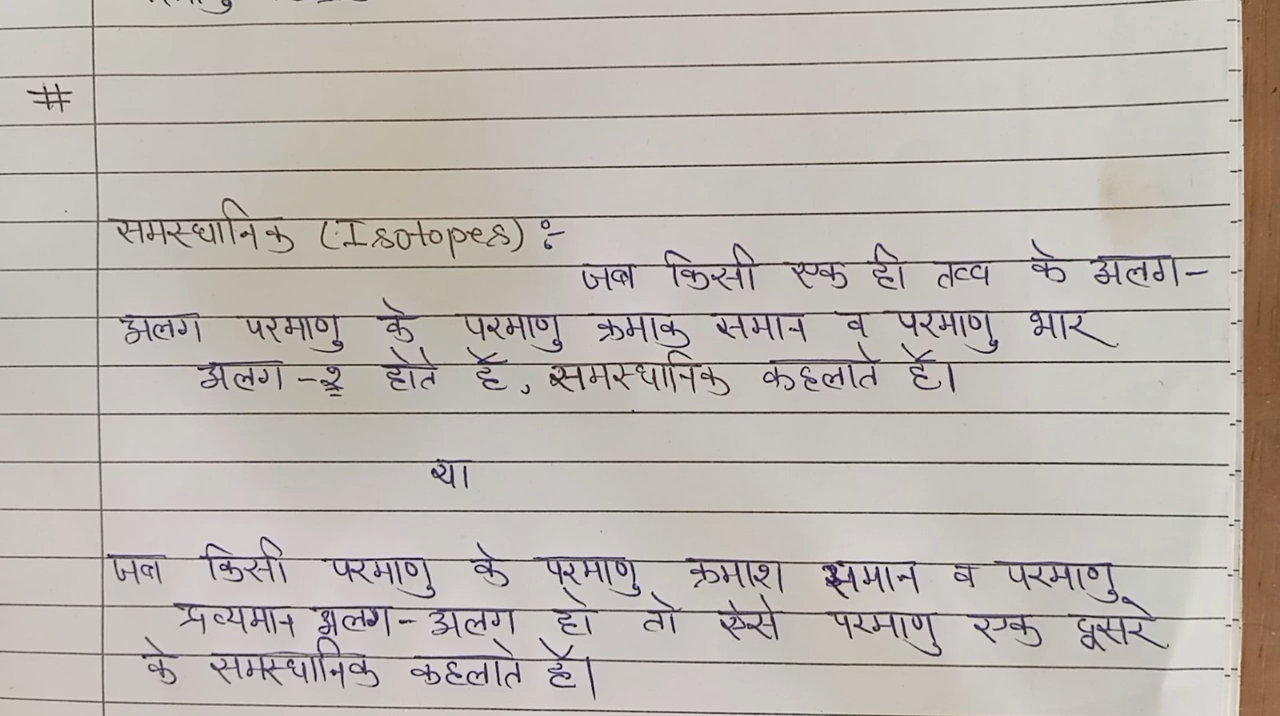 #
समस्थानिक (Isotopes) :-
जब किसी एक ही तत्व के अलग-
अलग परमाणु के परमाणु क्रमाक समान व परमाणु भार
अलग-२ होते हैं, समस्थानिक कहलाते हैं।
या
जब किसी परमाणु के परमाणु क्रमाश समान व परमाणु
द्रव्यमान अलग-अलग हो तो ऐसे परमाणु एक दूसरे
के समस्थानिक कहलाते हैं।